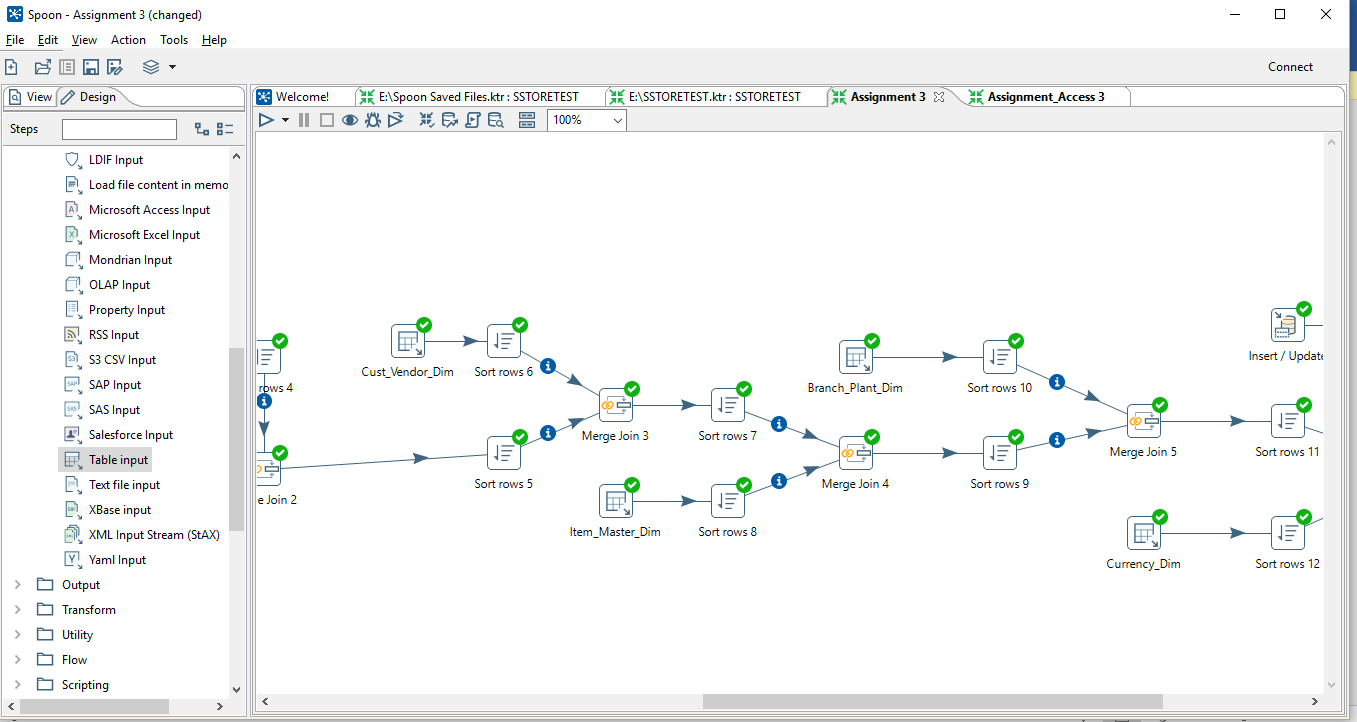 Spoon - Assignment 3 (changed)
File Edit View Action Tools Help
Connect
View Design
Welcome! E:\Spoon Saved Files.ktr : SSTORETEST E:\SSTORETEST.ktr : SSTORETEST Assignment 3 Assignment_Access 3
Steps
100%
LDIF Input
Load file content in memo
Microsoft Access Input
Microsoft Excel Input
Mondrian Input
OLAP Input
Property Input
RSS Input
S3 CSV Input
SAP Input
SAS Input
Salesforce Input
Table input
Text file input
XBase input
XML Input Stream (StAX)
Yaml Input
Output
Transform
Utility
Flow
Scripting
rows 4
e Join 2
Cust_Vendor_Dim
Sort rows 6
Sort rows 5
Merge Join 3
Item_Master_Dim
Sort rows 7
Sort rows 8
Branch_Plant_Dim
Merge Join 4
Sort rows 10
Sort rows 9
Merge Join 5
Currency_Dim
Insert / Update
Sort rows 11
Sort rows 12